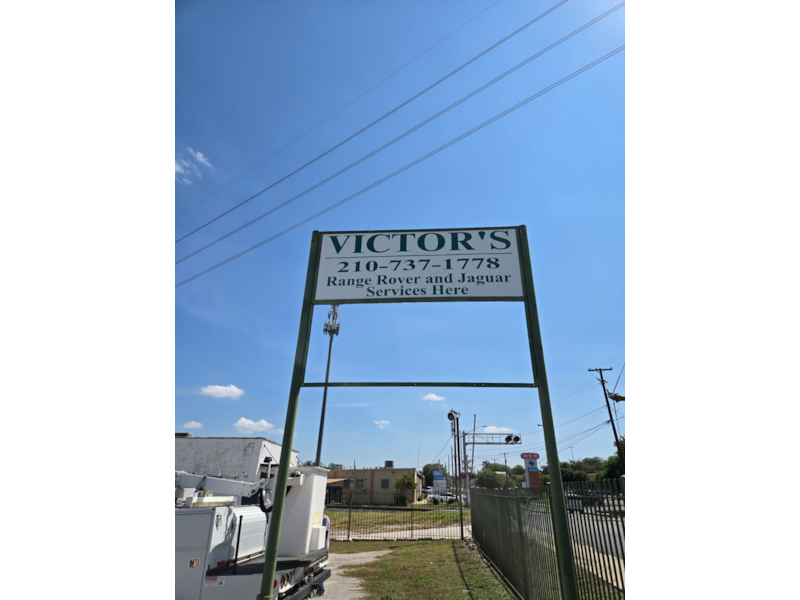 VICTOR'S
210-737-1778
Range Rover and Jaguar
Services Here